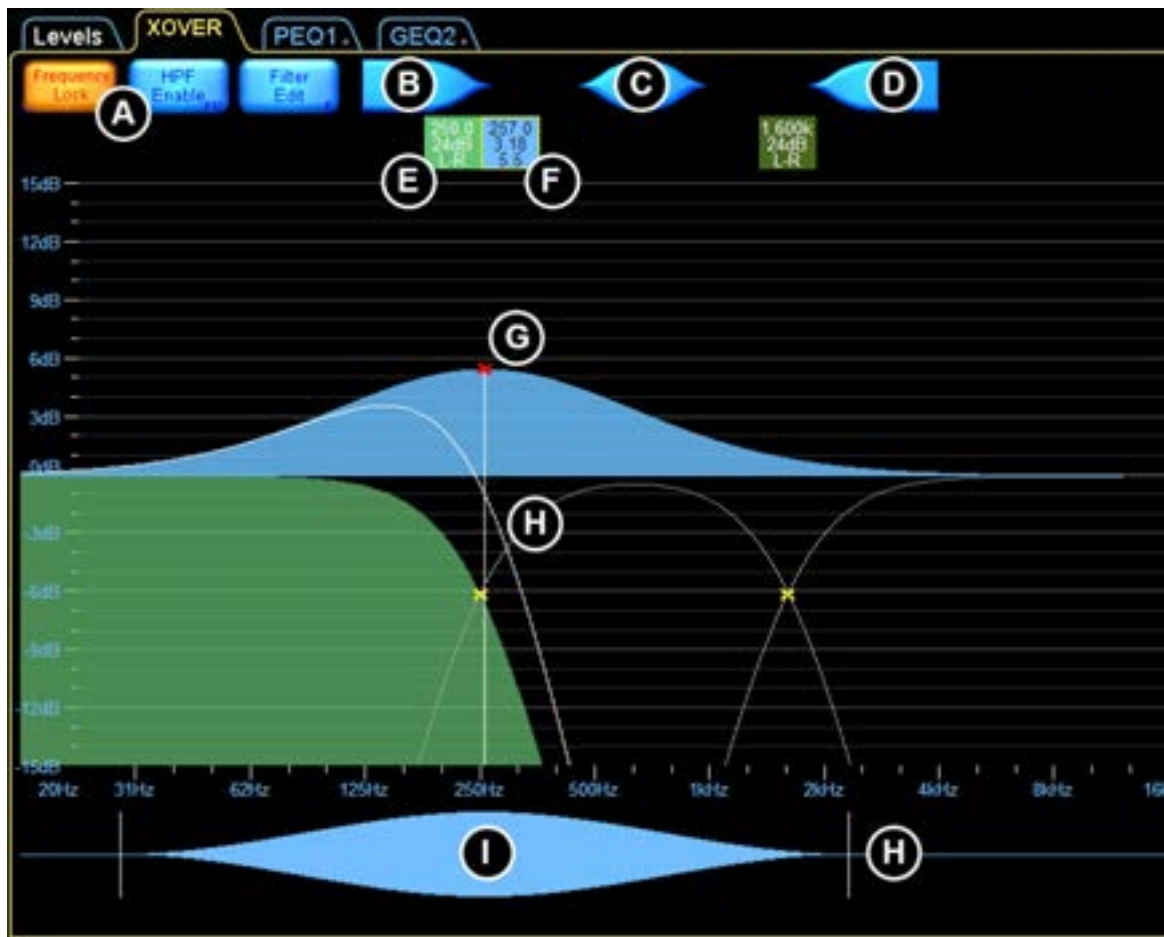 Levels XOVER PEQ1. GEQ2.
Frequency Lock HPF Enable Filter Edit B C D
A
250.0 257.0 1.600k
24dB 3.18 24dB
L-R 5.5 L-R
E F
15dB
12dB
9dB
G
6dB
3dB
0dB
H
-3dB
-6dB
-9dB
-12dB
-15dB
20Hz 31Hz 62Hz 125Hz 250Hz 500Hz 1kHz 2kHz 4kHz 8kHz
I H